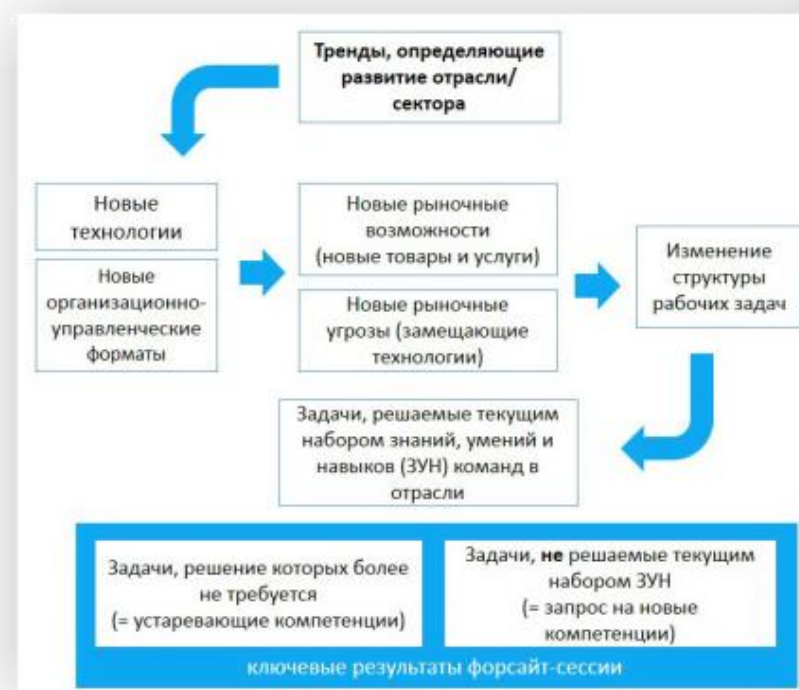 Тренды, определяющие
развитие отрасли/
сектора
Новые
технологии
Новые
организационно-
управленческие
форматы
Новые рыночные
возможности
(новые товары и услуги)
Новые рыночные
угрозы (замещающие
технологии)
Изменение
структуры
рабочих задач
Задачи, решаемые текущим
набором знаний, умений и
навыков (ЗУН) команд в
отрасли
Задачи, решение которых более
не требуется
(= устаревающие компетенции)
Задачи, не решаемые текущим
набором ЗУН
(= запрос на новые
компетенции)
ключевые результаты форсайт-сессии